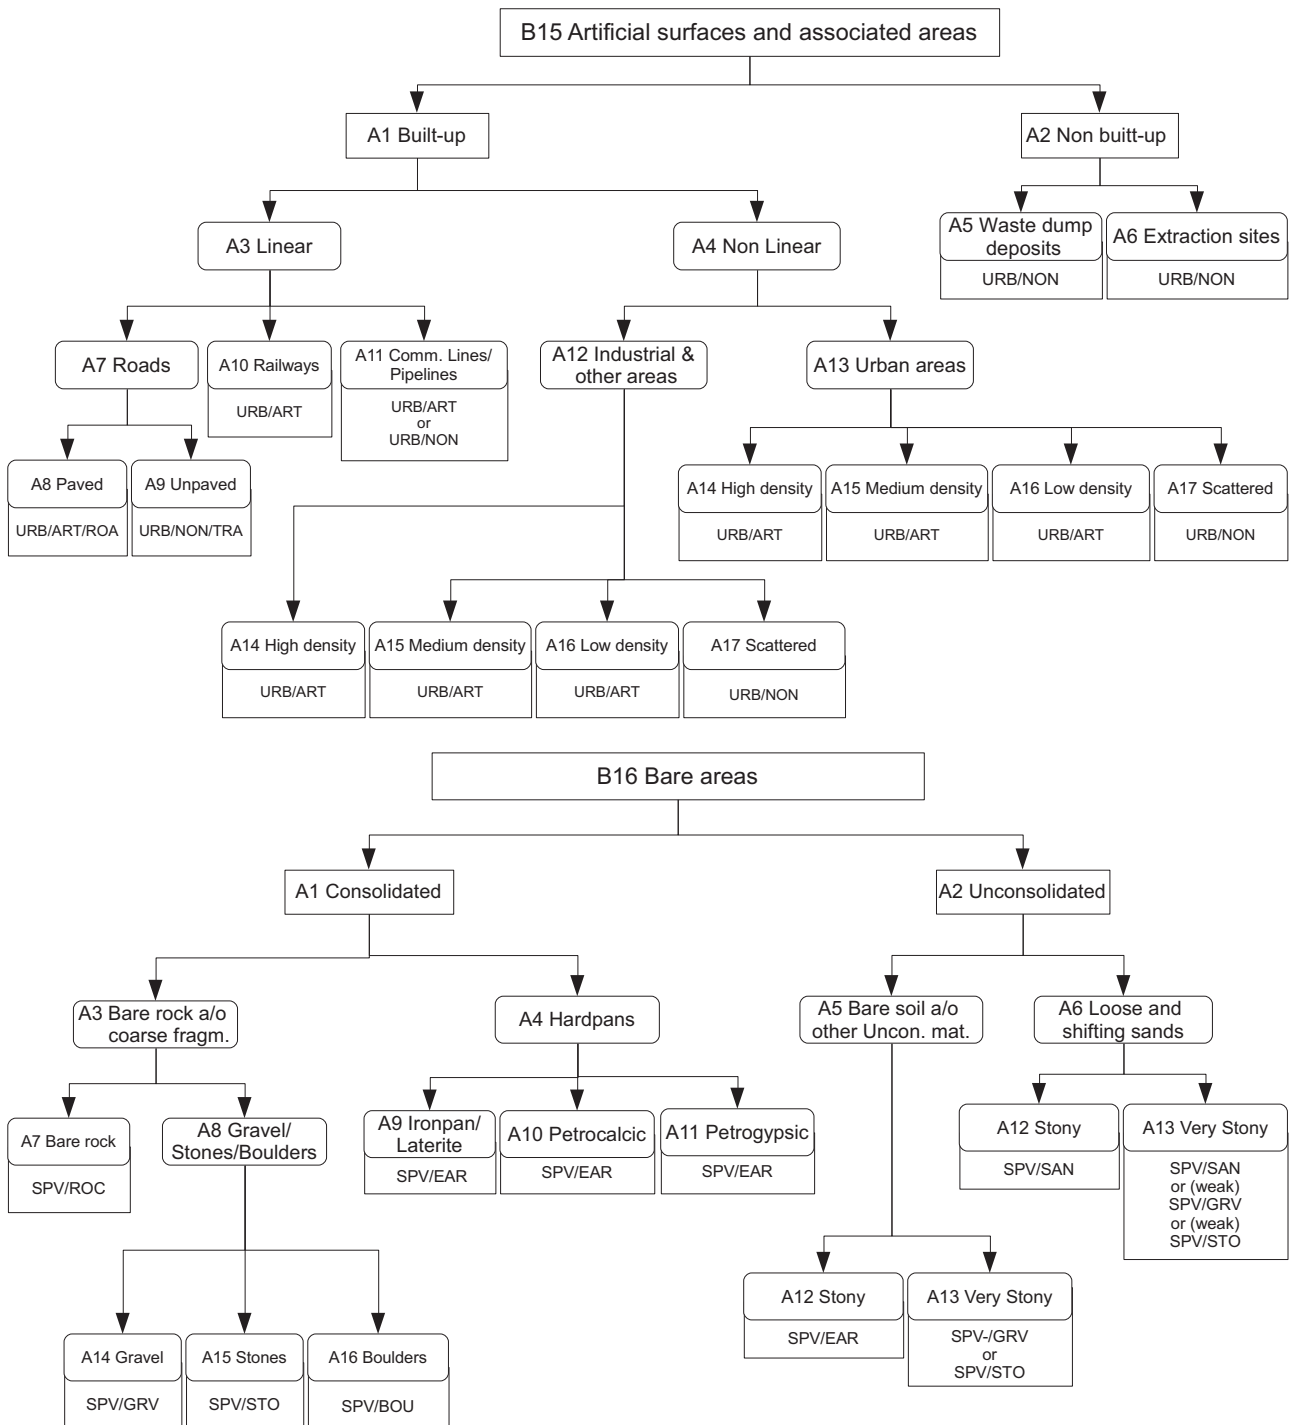 B15 Artificial surfaces and associated areas
A1 Built-up
A2 Non buitt-up
A3 Linear
A4 Non Linear
A5 Waste dump
deposits
URB/NON
A6 Extraction sites
URB/NON
A7 Roads
A10 Railways
URB/ART
A11 Comm. Lines/
Pipelines
URB/ART
or
URB/NON
A12 Industrial &
other areas
A13 Urban areas
A8 Paved
URB/ART/ROA
A9 Unpaved
URB/NON/TRA
A14 High density
URB/ART
A15 Medium density
URB/ART
A16 Low density
URB/ART
A17 Scattered
URB/NON
A14 High density
URB/ART
A15 Medium density
URB/ART
A16 Low density
URB/ART
A17 Scattered
URB/NON
B16 Bare areas
A1 Consolidated
A2 Unconsolidated
A3 Bare rock a/o
coarse fragm.
A4 Hardpans
A5 Bare soil a/o
other Uncon. mat.
A6 Loose and
shifting sands
A7 Bare rock
SPV/ROC
A8 Gravel/
Stones/Boulders
A9 Ironpan/
Laterite
SPV/EAR
A10 Petrocalcic
SPV/EAR
A11 Petrogypsic
SPV/EAR
A12 Stony
SPV/SAN
A13 Very Stony
SPV/SAN
or (weak)
SPV/GRV
or (weak)
SPV/STO
A12 Stony
SPV/EAR
A13 Very Stony
SPV-/GRV
or
SPV/STO
A14 Gravel
SPV/GRV
A15 Stones
SPV/STO
A16 Boulders
SPV/BOU